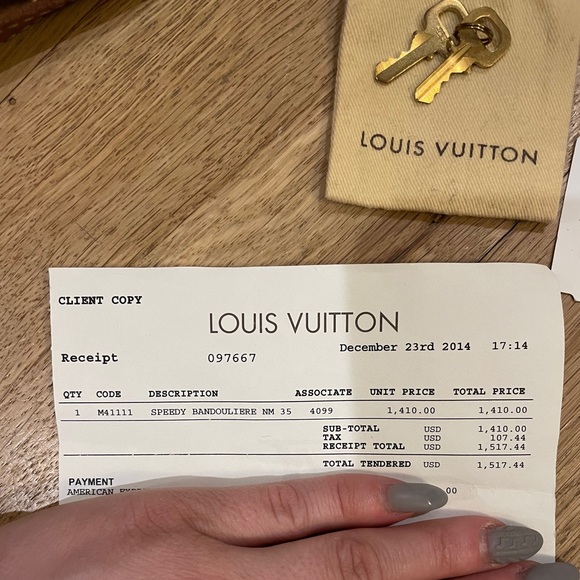 LOUIS VUITTON
CLIENT COPY
LOUIS VUITTON
December 23rd 2014 17:14
Receipt 097667
QTY CODE DESCRIPTION ASSOCIATE UNIT PRICE TOTAL PRICE
1 M41111 SPEEDY BANDOULIERE NM 35 4099 1,410.00 1,410.00
SUB-TOTAL USD 1,410.00
TAX USD 107.44
RECEIPT TOTAL USD 1,517.44
TOTAL TENDERED USD 1,517.44
PAYMENT
AMERICAN 00